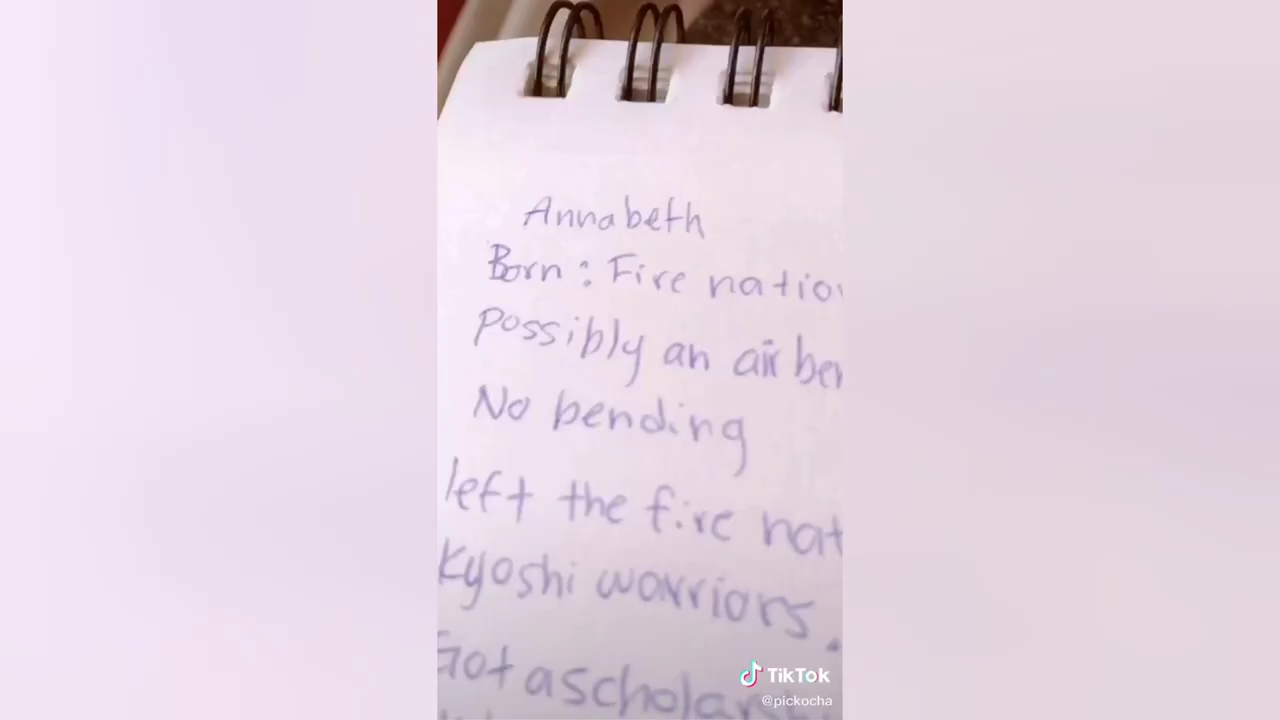 Annabeth
Born: Fire natio
possibly an air ben
No bending
left the fire nat
Kyoshi warriors.
Got a scholars
TikTok
@pickocha